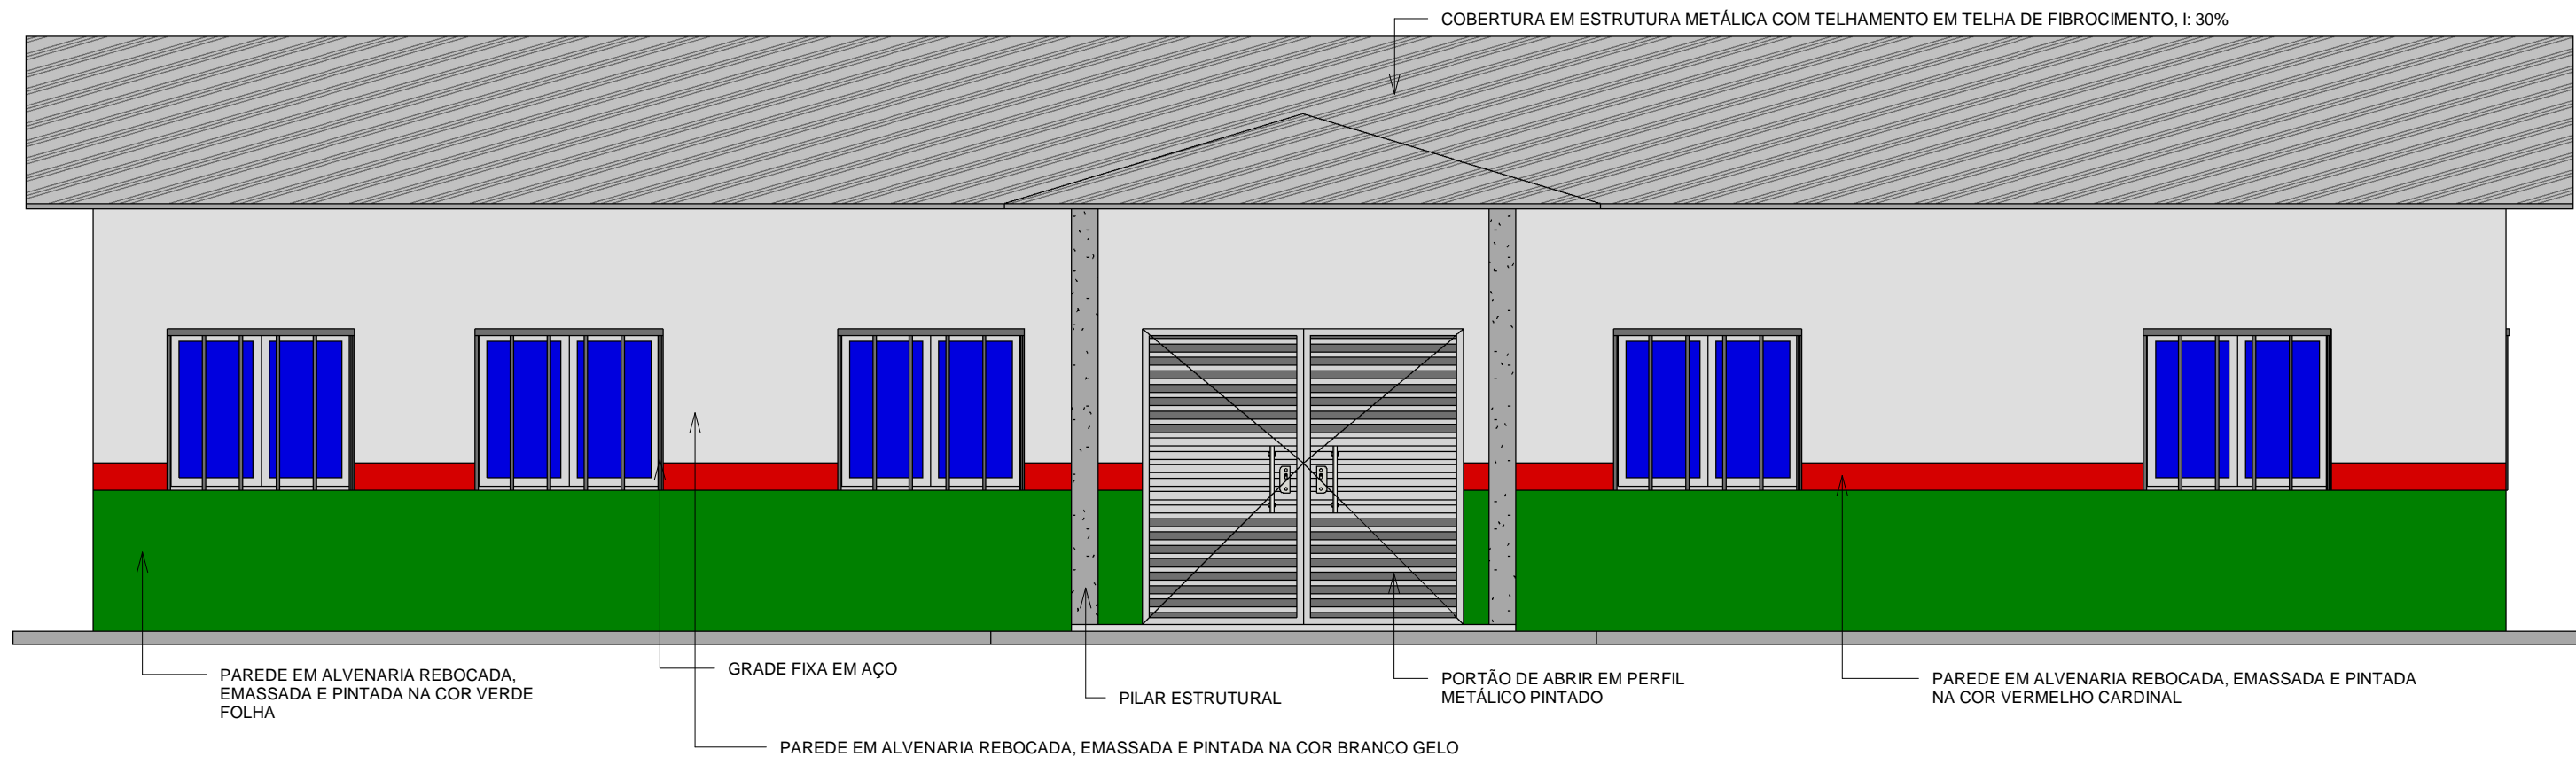 COBERTURA EM ESTRUTURA METÁLICA COM TELHAMENTO EM TELHA DE FIBROCIMENTO, I: 30%
PAREDE EM ALVENARIA REBOCADA,
EMASSADA E PINTADA NA COR VERDE
FOLHA
GRADE FIXA EM AÇO
PILAR ESTRUTURAL
PORTÃO DE ABRIR EM PERFIL
METÁLICO PINTADO
PAREDE EM ALVENARIA REBOCADA, EMASSADA E PINTADA
NA COR VERMELHO CARDINAL
PAREDE EM ALVENARIA REBOCADA, EMASSADA E PINTADA NA COR BRANCO GELO